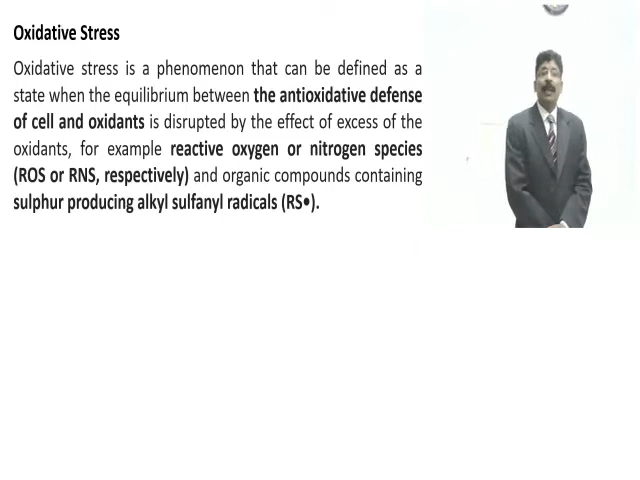 Oxidative Stress
Oxidative stress is a phenomenon that can be defined as a
state when the equilibrium between the antioxidative defense
of cell and oxidants is disrupted by the effect of excess of the
oxidants, for example reactive oxygen or nitrogen species
(ROS or RNS, respectively) and organic compounds containing
sulphur producing alkyl sulfanyl radicals (RS•).